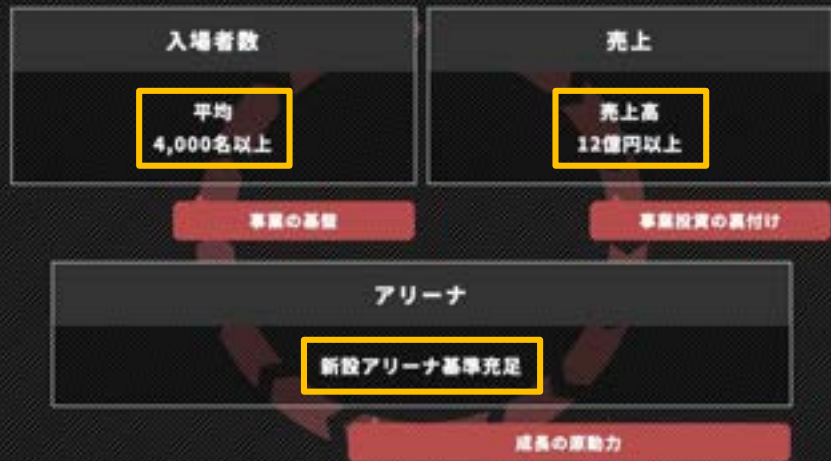 入場者数
売上
平均
4,000名以上
売上高
12億円以上
事業の基盤
事業投資の裏付け
アリーナ
新設アリーナ基準充足
成長の原動力